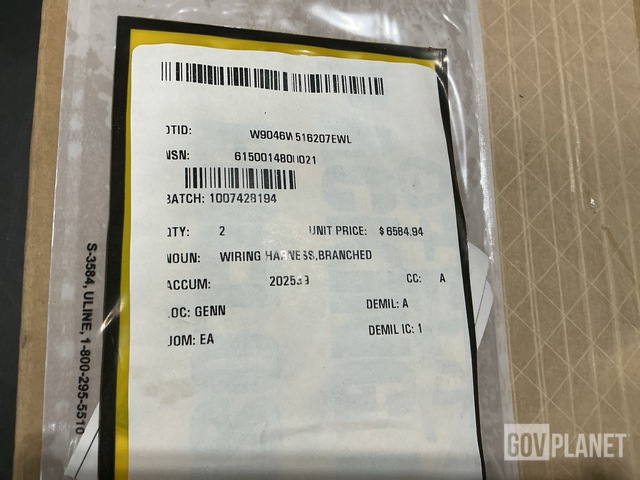 DTID: W9046W516207EWL
NSN: 6150014800021
BATCH: 1007428194
QTY: 2 UNIT PRICE: $ 6584.94
NOUN: WIRING HARNESS,BRANCHED
ACCUM: CC: A
LOC: GENN DEMIL: A
UOM: EA DEMIL IC: 1
S-3584, ULINE, 1-800-295-5510
GOVPLANET